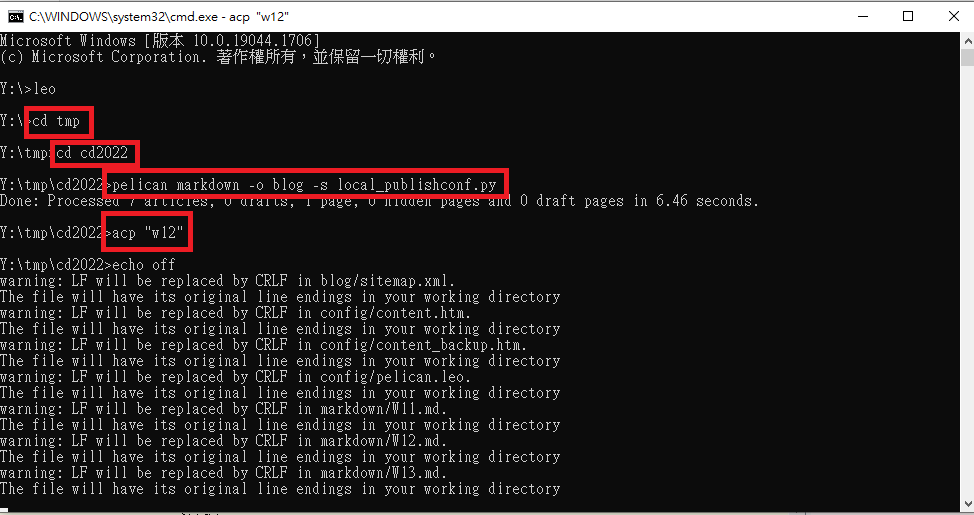 C:\WINDOWS\system32\cmd.exe - acp "w12"
Microsoft Windows [版本 10.0.19044.1706]
(c) Microsoft Corporation. 著作權所有，並保留一切權利。
Y:\>leo
Y:\>cd tmp
Y:\tmp>cd cd2022
Y:\tmp\cd2022>pelican markdown -o blog -s local_publishconf.py
Done: Processed 7 articles, 0 drafts, 1 page, 0 hidden pages and 0 draft pages in 6.46 seconds.
Y:\tmp\cd2022>acp "w12"
Y:\tmp\cd2022>echo off
warning: LF will be replaced by CRLF in blog/sitemap.xml.
The file will have its original line endings in your working directory
warning: LF will be replaced by CRLF in config/content.htm.
The file will have its original line endings in your working directory
warning: LF will be replaced by CRLF in config/content_backup.htm.
The file will have its original line endings in your working directory
warning: LF will be replaced by CRLF in config/pelican.leo.
The file will have its original line endings in your working directory
warning: LF will be replaced by CRLF in markdown/W11.md.
The file will have its original line endings in your working directory
warning: LF will be replaced by CRLF in markdown/W12.md.
The file will have its original line endings in your working directory
warning: LF will be replaced by CRLF in markdown/W13.md.
The file will have its original line endings in your working directory